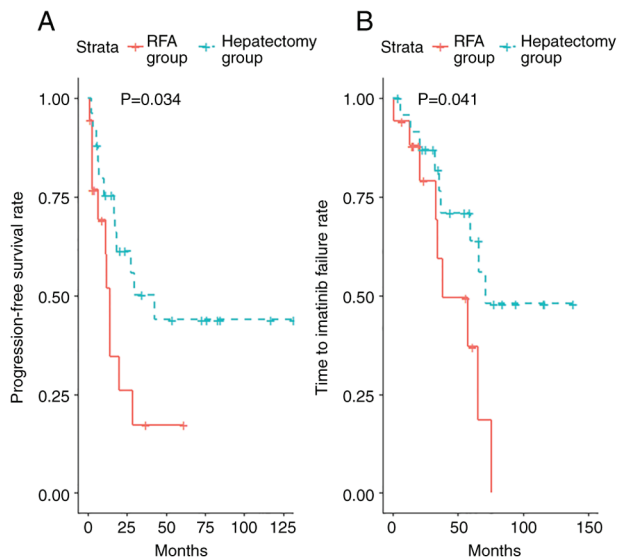 A
Strata RFA group Hepatectomy group
P=0.034
1.00
0.75
0.50
0.25
0.00
Progression-free survival rate
0 25 50 75 100 125
Months
B
Strata RFA group Hepatectomy group
P=0.041
1.00
0.75
0.50
0.25
0.00
Time to imatinib failure rate
0 50 100 150
Months